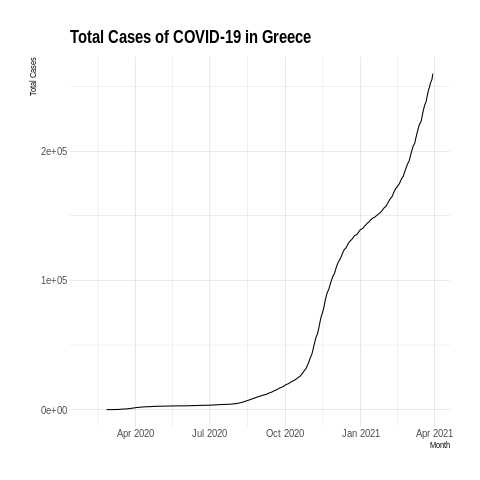 Total Cases of COVID-19 in Greece
Total Cases
2e+05
1e+05
0e+00
Apr 2020 Jul 2020 Oct 2020 Jan 2021 Apr 2021
Month